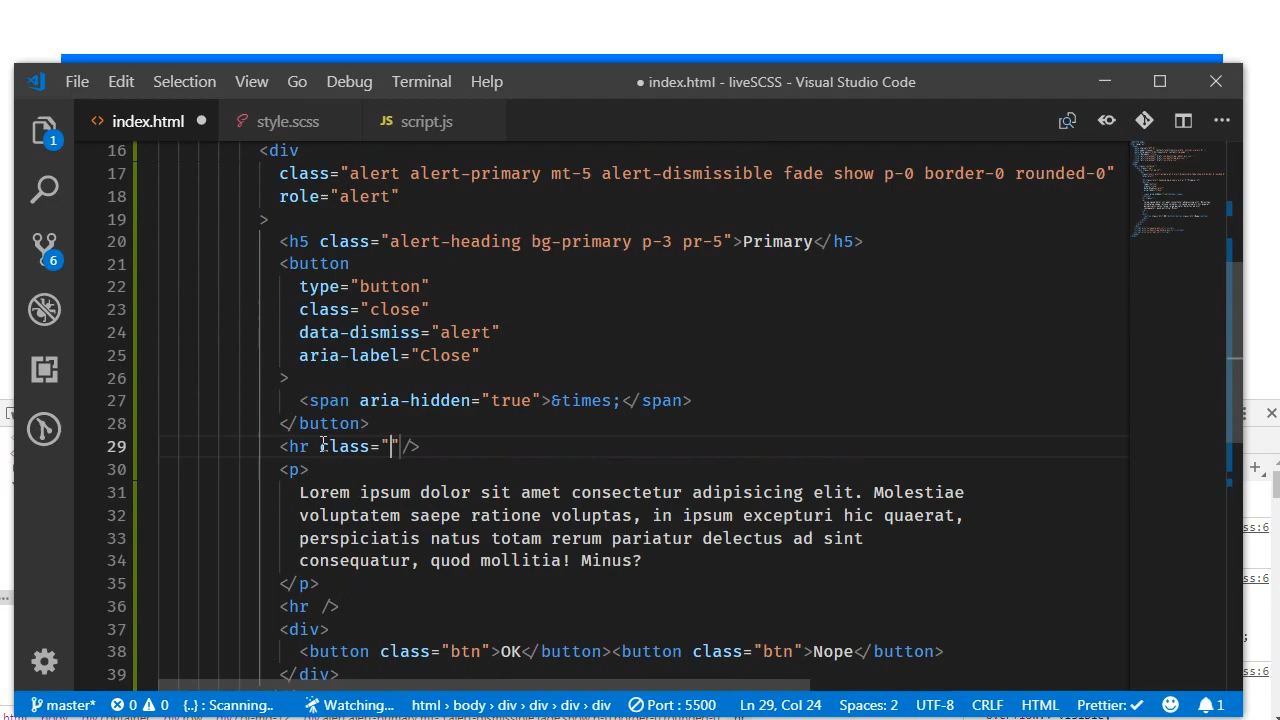 File Edit Selection View Go Debug Terminal Help ● index.html - liveSCSS - Visual Studio Code
<> index.html ● style.scss JS script.js ...
1
6
16 <div
17 class="alert alert-primary mt-5 alert-dismissible fade show p-0 border-0 rounded-0"
18 role="alert"
19 >
20 <h5 class="alert-heading bg-primary p-3 pr-5">Primary</h5>
21 <button
22 type="button"
23 class="close"
24 data-dismiss="alert"
25 aria-label="Close"
26 >
27 <span aria-hidden="true">&times;</span>
28 </button>
29 <hr class=""/>
30 <p>
31 Lorem ipsum dolor sit amet consectetur adipisicing elit. Molestiae
32 voluptatem saepe ratione voluptas, in ipsum excepturi hic quaerat,
33 perspiciatis natus totam rerum pariatur delectus ad sint
34 consequatur, quod mollitia! Minus?
35 </p>
36 <hr />
37 <div>
38 <button class="btn">OK</button><button class="btn">Nope</button>
39 </div>
master* 0 0 {..} : Scanning.. Watching... html › body › div › div › div › div Port : 5500 Ln 29, Col 24 Spaces: 2 UTF-8 CRLF HTML Prettier: ✓ 1
ss:6
ss:6
ss:6